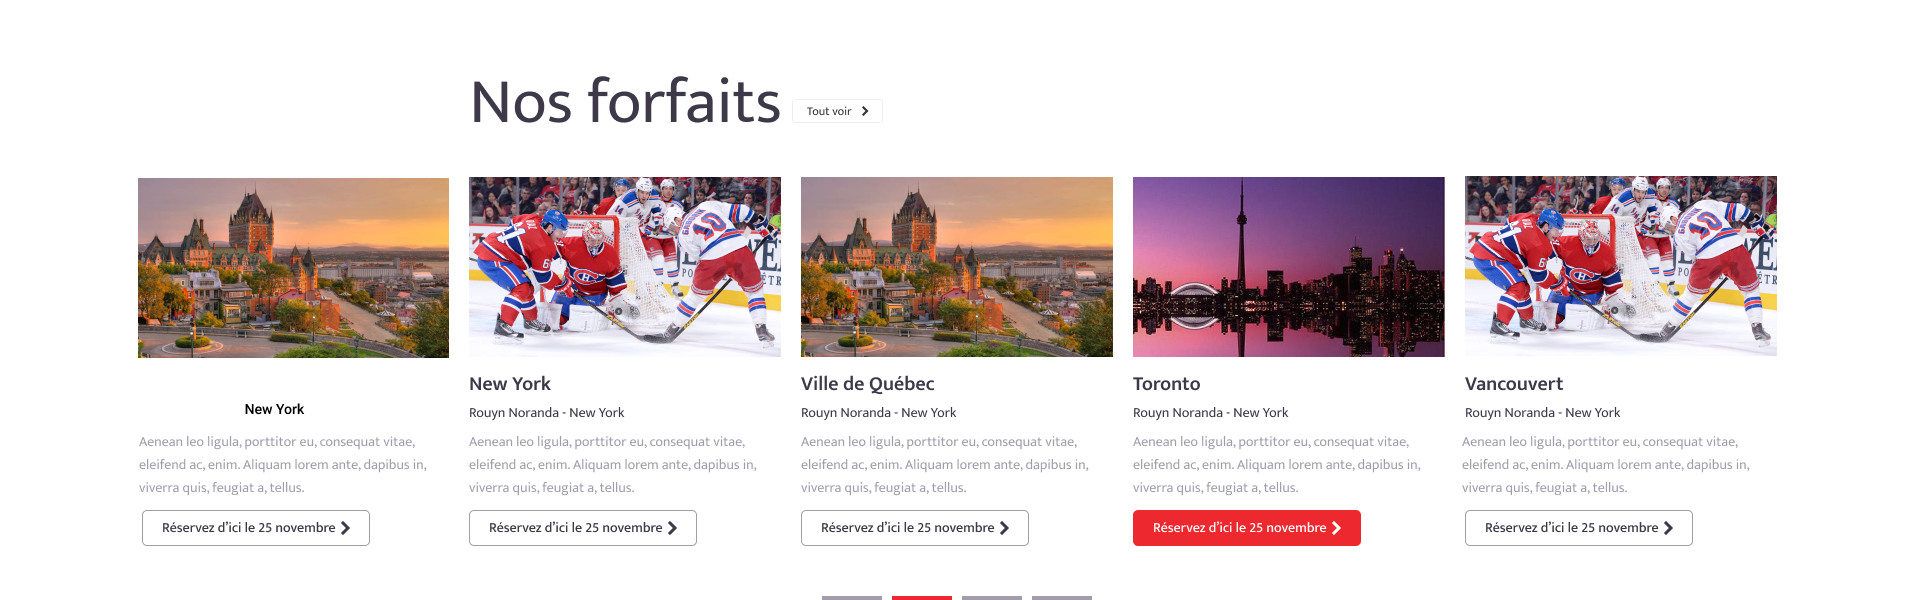 Nos forfaits
Tout voir
New York
Aenean leo ligula, porttitor eu, consequat vitae,
eleifend ac, enim. Aliquam lorem ante, dapibus in,
viverra quis, feugiat a, tellus.
Réservez d’ici le 25 novembre
New York
Rouyn Noranda - New York
Aenean leo ligula, porttitor eu, consequat vitae,
eleifend ac, enim. Aliquam lorem ante, dapibus in,
viverra quis, feugiat a, tellus.
Réservez d’ici le 25 novembre
Ville de Québec
Rouyn Noranda - New York
Aenean leo ligula, porttitor eu, consequat vitae,
eleifend ac, enim. Aliquam lorem ante, dapibus in,
viverra quis, feugiat a, tellus.
Réservez d’ici le 25 novembre
Toronto
Rouyn Noranda - New York
Aenean leo ligula, porttitor eu, consequat vitae,
eleifend ac, enim. Aliquam lorem ante, dapibus in,
viverra quis, feugiat a, tellus.
Réservez d’ici le 25 novembre
Vancouvert
Rouyn Noranda - New York
Aenean leo ligula, porttitor eu, consequat vitae,
eleifend ac, enim. Aliquam lorem ante, dapibus in,
viverra quis, feugiat a, tellus.
Réservez d’ici le 25 novembre